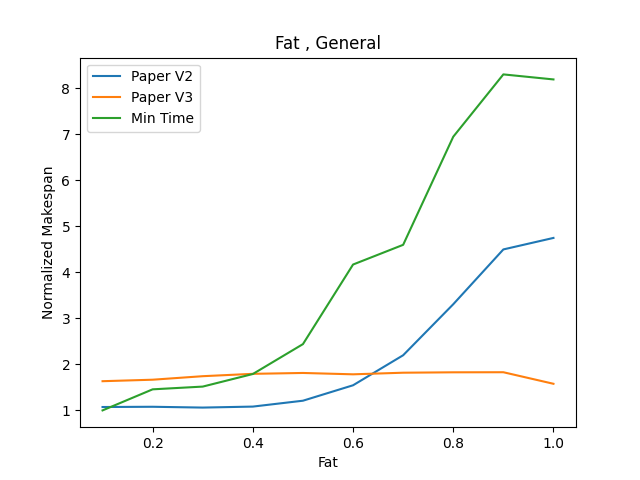 Fat , General
Paper V2
Paper V3
Min Time
Normalized Makespan
8
7
6
5
4
3
2
1
0.2 0.4 0.6 0.8 1.0
Fat